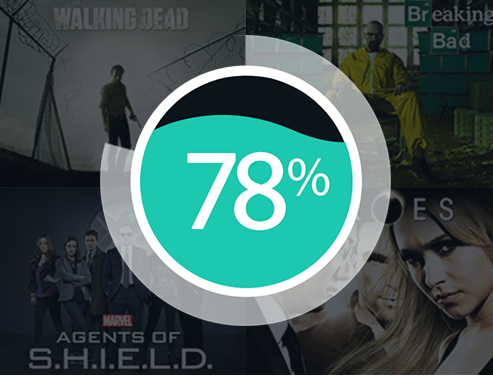 WALKING DEAD
Breaking
Bad
78%
OES
MARVEL
AGENTS OF
S.H.I.E.L.D.